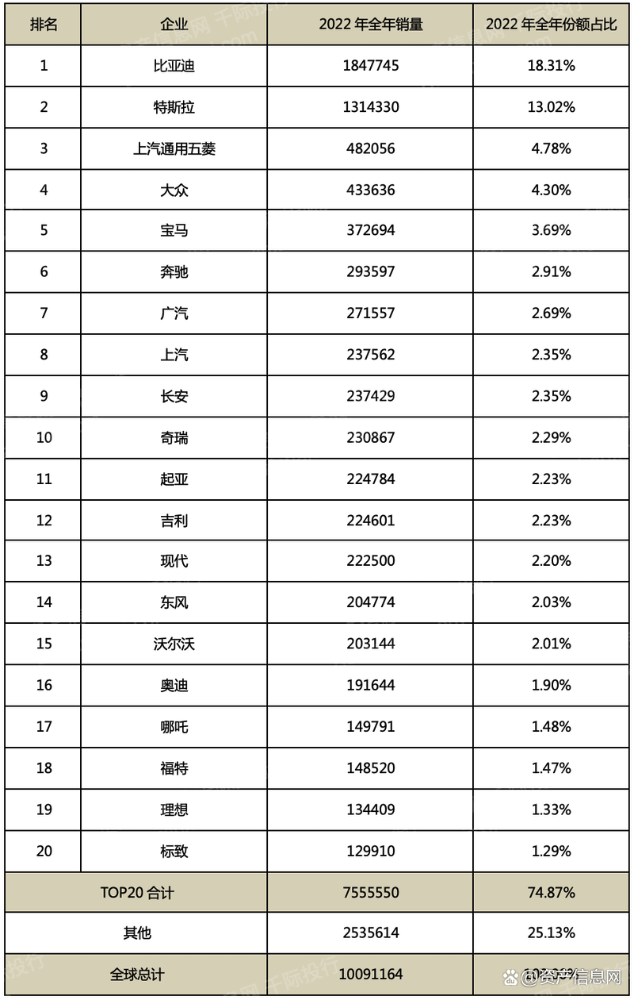 排名 企业 2022 年全年销量 2022 年全年份额占比
1 比亚迪 1847745 18.31%
2 特斯拉 1314330 13.02%
3 上汽通用五菱 482056 4.78%
4 大众 433636 4.30%
5 宝马 372694 3.69%
6 奔驰 293597 2.91%
7 广汽 271557 2.69%
8 上汽 237562 2.35%
9 长安 237429 2.35%
10 奇瑞 230867 2.29%
11 起亚 224784 2.23%
12 吉利 224601 2.23%
13 现代 222500 2.20%
14 东风 204774 2.03%
15 沃尔沃 203144 2.01%
16 奥迪 191644 1.90%
17 哪吒 149791 1.48%
18 福特 148520 1.47%
19 理想 134409 1.33%
20 标致 129910 1.29%
TOP20 合计 7555550 74.87%
其他 2535614 25.13%
全球总计 10091164
@资产信息网